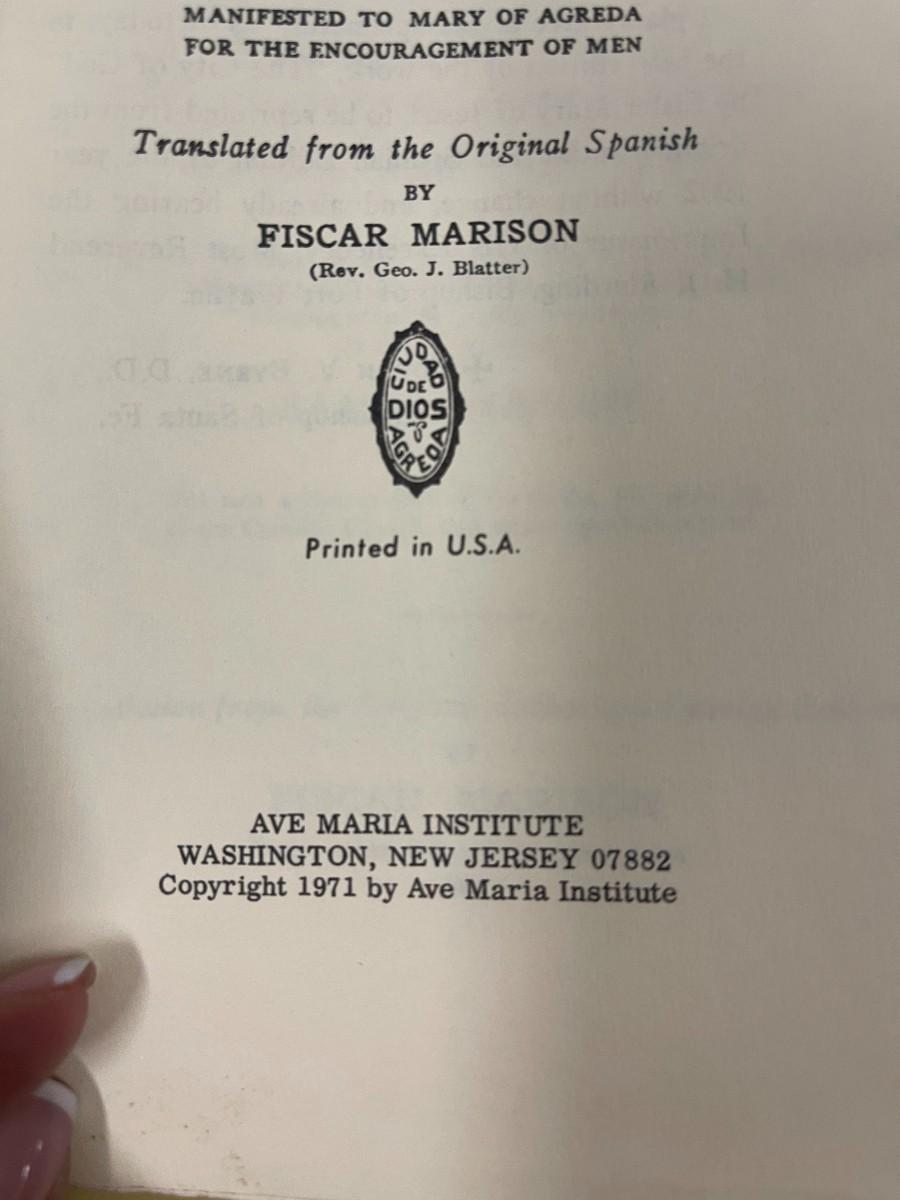 MANIFESTED TO MARY OF AGREDA
FOR THE ENCOURAGEMENT OF MEN
Translated from the Original Spanish
BY
FISCAR MARISON
(Rev. Geo. J. Blatter)
CIUDAD
DE
DIOS
AGREDA
Printed in U.S.A.
AVE MARIA INSTITUTE
WASHINGTON, NEW JERSEY 07882
Copyright 1971 by Ave Maria Institute